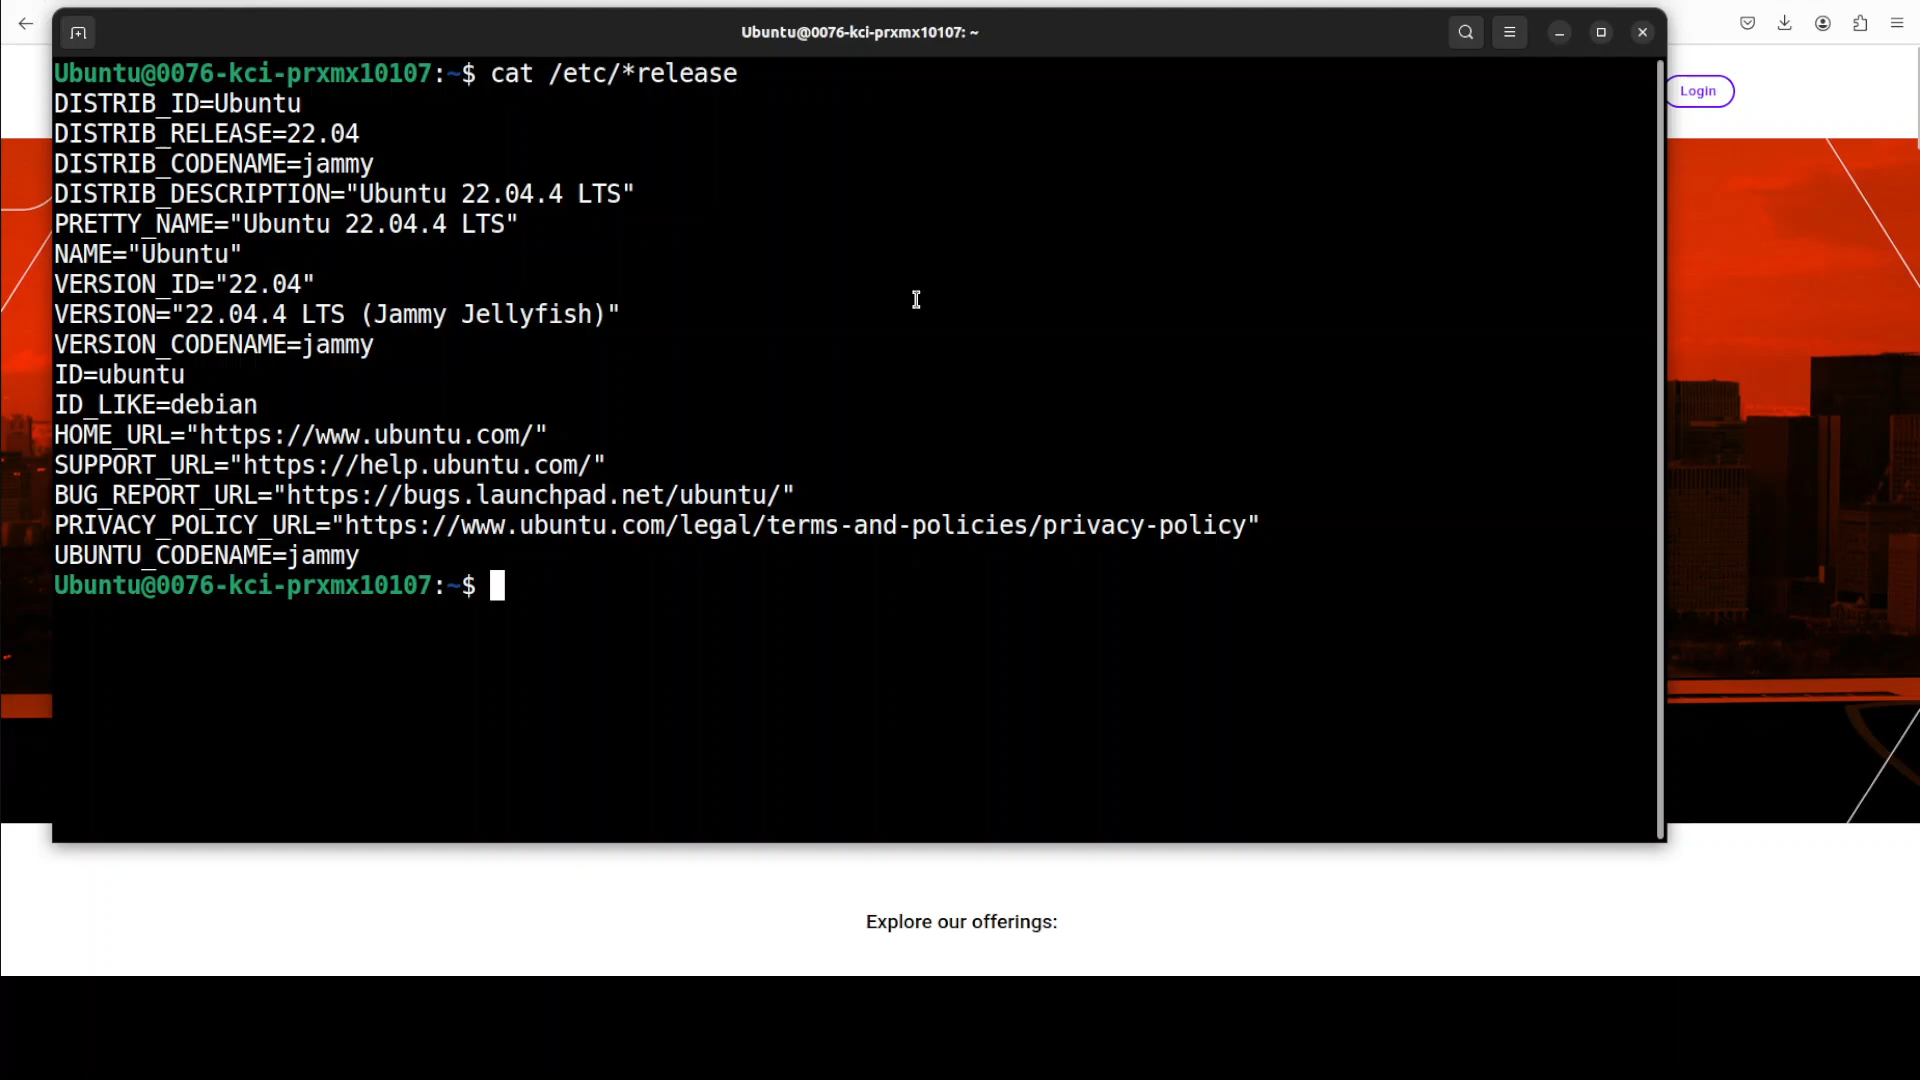 Ubuntu@0076-kci-prxmx10107: ~
Ubuntu@0076-kci-prxmx10107:~$ cat /etc/*release
DISTRIB_ID=Ubuntu
DISTRIB_RELEASE=22.04
DISTRIB_CODENAME=jammy
DISTRIB_DESCRIPTION="Ubuntu 22.04.4 LTS"
PRETTY_NAME="Ubuntu 22.04.4 LTS"
NAME="Ubuntu"
VERSION_ID="22.04"
VERSION="22.04.4 LTS (Jammy Jellyfish)"
VERSION_CODENAME=jammy
ID=ubuntu
ID_LIKE=debian
HOME_URL="https://www.ubuntu.com/"
SUPPORT_URL="https://help.ubuntu.com/"
BUG_REPORT_URL="https://bugs.launchpad.net/ubuntu/"
PRIVACY_POLICY_URL="https://www.ubuntu.com/legal/terms-and-policies/privacy-policy"
UBUNTU_CODENAME=jammy
Ubuntu@0076-kci-prxmx10107:~$
Login
Explore our offerings: